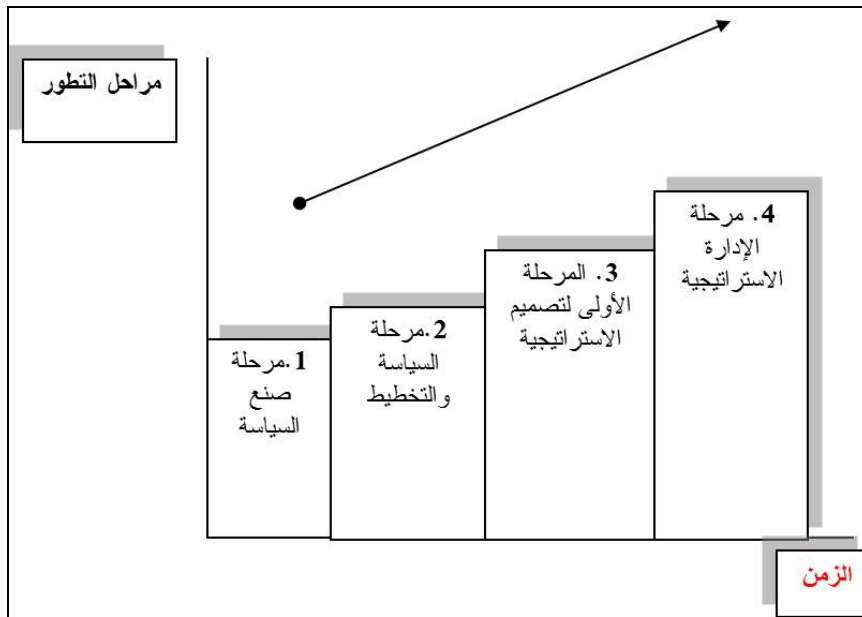 مراحل التطور
1.مرحلة
صنع
السياسة
2.مرحلة
السياسة
والتخطيط
3. المرحلة
الأولى لتصميم
الاستراتيجية
4. مرحلة
الإدارة
الاستراتيجية
الزمن